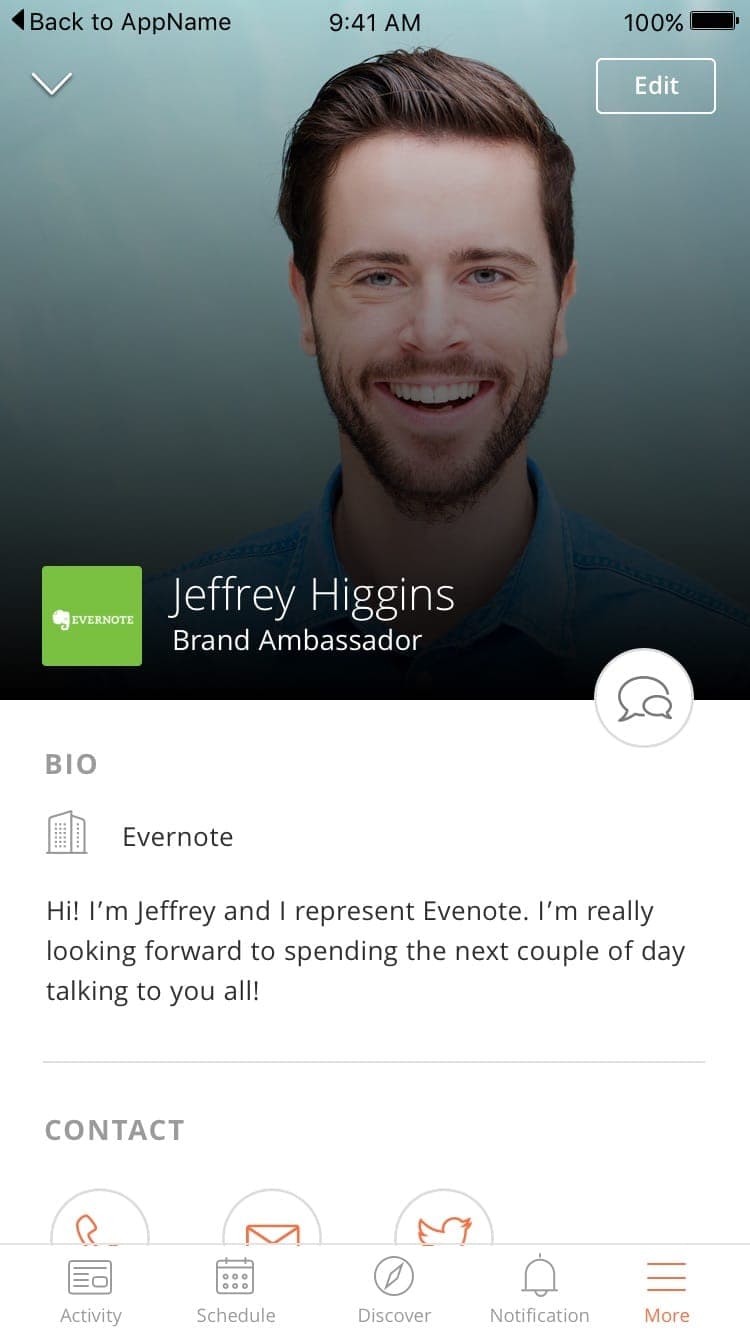 Back to AppName 9:41 AM 100%
Edit
EVERNOTE
Jeffrey Higgins
Brand Ambassador
BIO
Evernote
Hi! I’m Jeffrey and I represent Evenote. I’m really
looking forward to spending the next couple of day
talking to you all!
CONTACT
Activity Schedule Discover Notification More